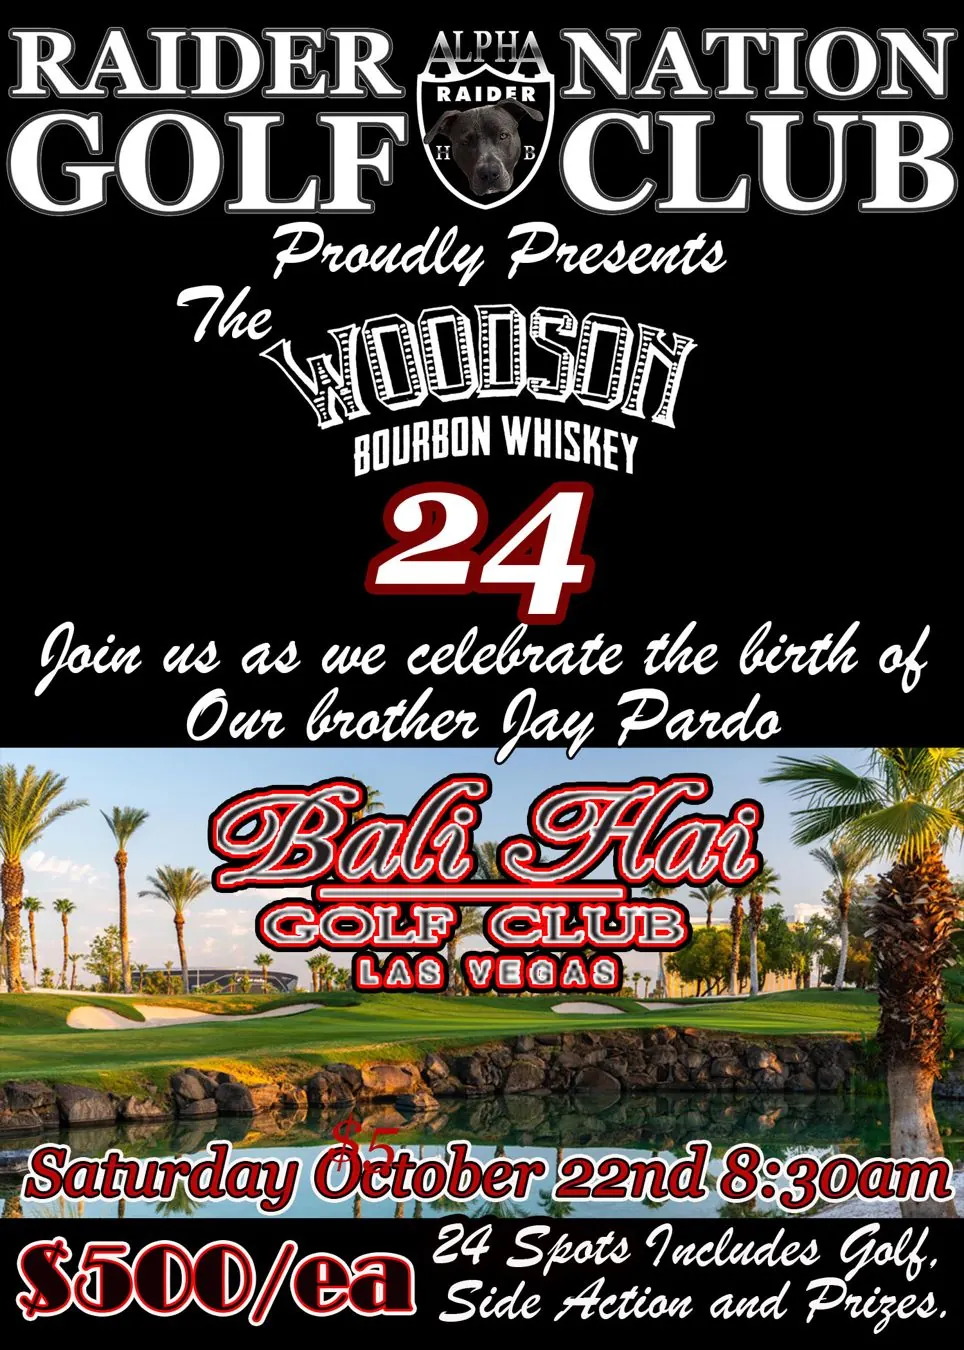 RAIDER NATION
GOLF CLUB
ALPHA
RAIDER
H B
Proudly Presents
The
WOODSON
BOURBON WHISKEY
24
Join us as we celebrate the birth of
Our brother Jay Pardo
Bali Hai
GOLF CLUB
LAS VEGAS
$5
Saturday October 22nd 8:30am
$500/ea
24 Spots Includes Golf,
Side Action and Prizes.